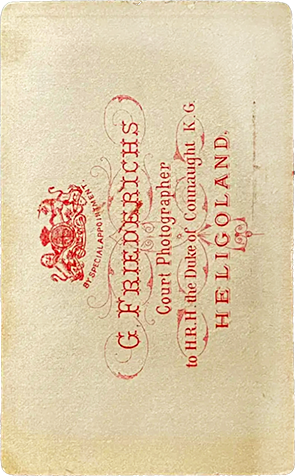 BY SPECIAL APPOINTMENT
G. FRIEDERICHS
Court Photographer
to H.R.H. the Duke of Connaught K.G.
HELIGOLAND.